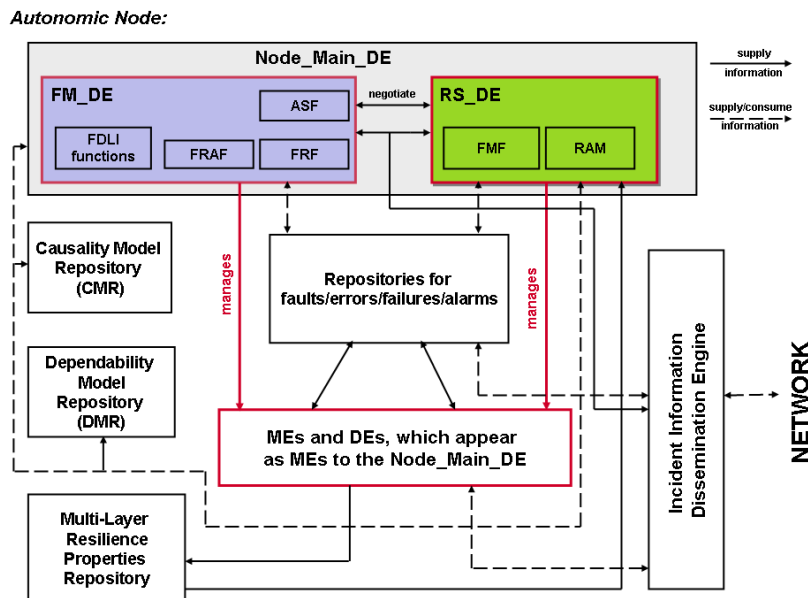 Autonomic Node:
Node_Main_DE
supply
information
supply/consume
information
FM_DE
ASF
FDLI
functions
FRAF
FRF
negotiate
RS_DE
FMF
RAM
Causality Model
Repository
(CMR)
manages
Repositories for
faults/errors/failures/alarms
manages
Dependability
Model
Repository
(DMR)
MEs and DEs, which appear
as MEs to the Node_Main_DE
Multi-Layer
Resilience
Properties
Repository
Incident Information
Dissemination Engine
NETWORK